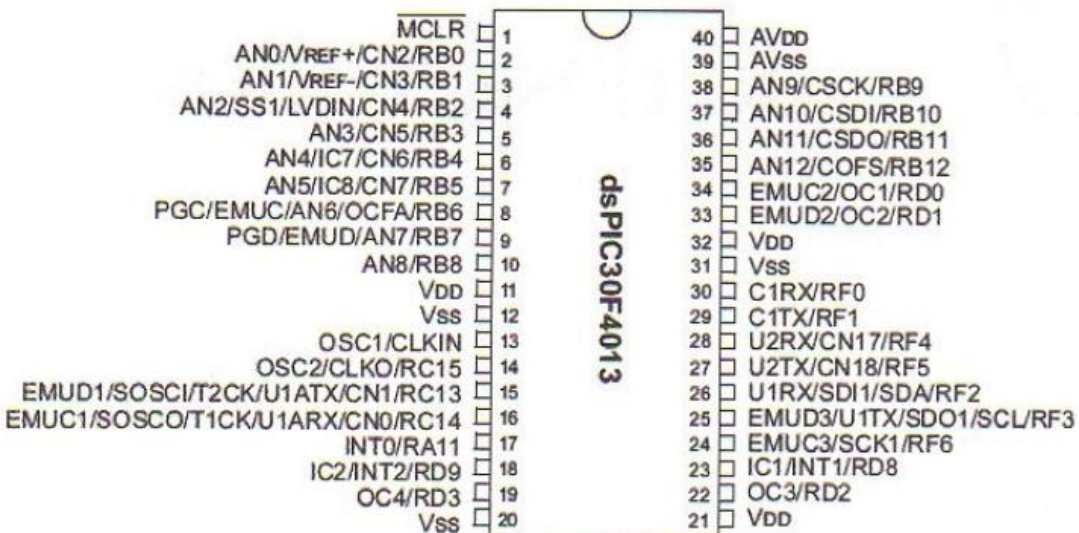 MCLR 1
AN0/VREF+/CN2/RB0 2
AN1/VREF-/CN3/RB1 3
AN2/SS1/LVDIN/CN4/RB2 4
AN3/CN5/RB3 5
AN4/IC7/CN6/RB4 6
AN5/IC8/CN7/RB5 7
PGC/EMUC/AN6/OCFA/RB6 8
PGD/EMUD/AN7/RB7 9
AN8/RB8 10
VDD 11
Vss 12
OSC1/CLKIN 13
OSC2/CLKO/RC15 14
EMUD1/SOSCI/T2CK/U1ATX/CN1/RC13 15
EMUC1/SOSCO/T1CK/U1ARX/CN0/RC14 16
INT0/RA11 17
IC2/INT2/RD9 18
OC4/RD3 19
Vss 20
dsPIC30F4013
40 AVDD
39 AVss
38 AN9/CSCK/RB9
37 AN10/CSDI/RB10
36 AN11/CSDO/RB11
35 AN12/COFS/RB12
34 EMUC2/OC1/RD0
33 EMUD2/OC2/RD1
32 VDD
31 Vss
30 C1RX/RF0
29 C1TX/RF1
28 U2RX/CN17/RF4
27 U2TX/CN18/RF5
26 U1RX/SDI1/SDA/RF2
25 EMUD3/U1TX/SDO1/SCL/RF3
24 EMUC3/SCK1/RF6
23 IC1/INT1/RD8
22 OC3/RD2
21 VDD